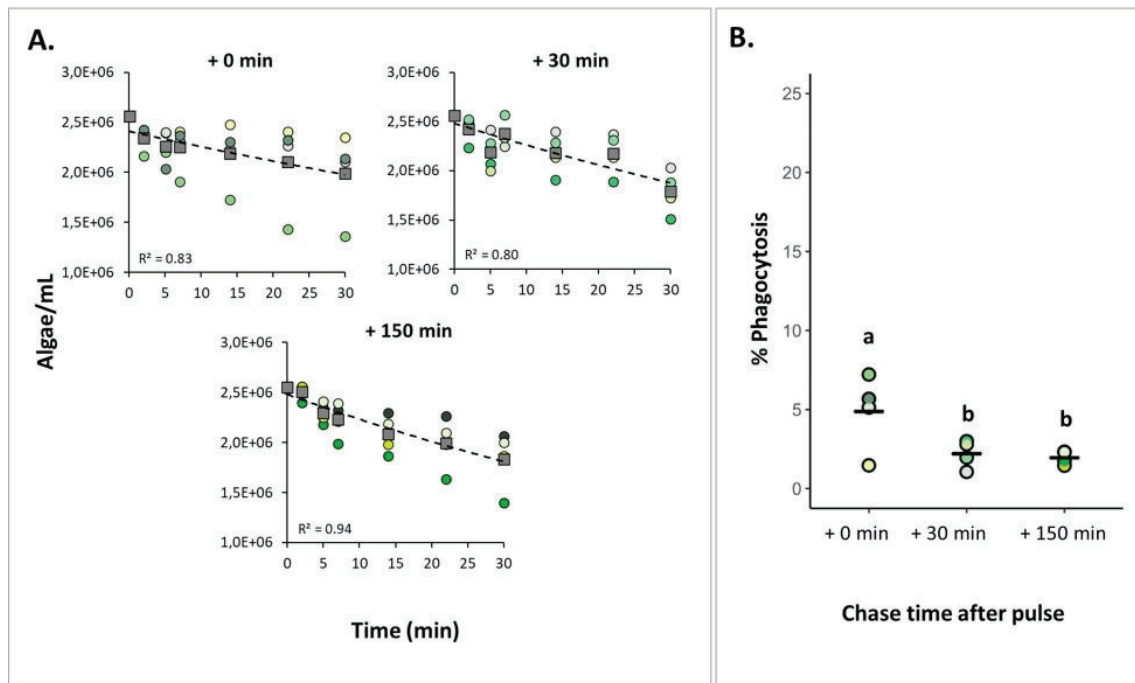 A.
+ 0 min
3,0E+06
2,5E+06
2,0E+06
1,5E+06
1,0E+06
R² = 0.83
0 5 10 15 20 25 30
+ 30 min
3,0E+06
2,5E+06
2,0E+06
1,5E+06
1,0E+06
R² = 0.80
0 5 10 15 20 25 30
Algae/mL
+ 150 min
3,0E+06
2,5E+06
2,0E+06
1,5E+06
1,0E+06
R² = 0.94
0 5 10 15 20 25 30
Time (min)
B.
% Phagocytosis
25
20
15
10
5
0
a
b
b
+ 0 min + 30 min + 150 min
Chase time after pulse